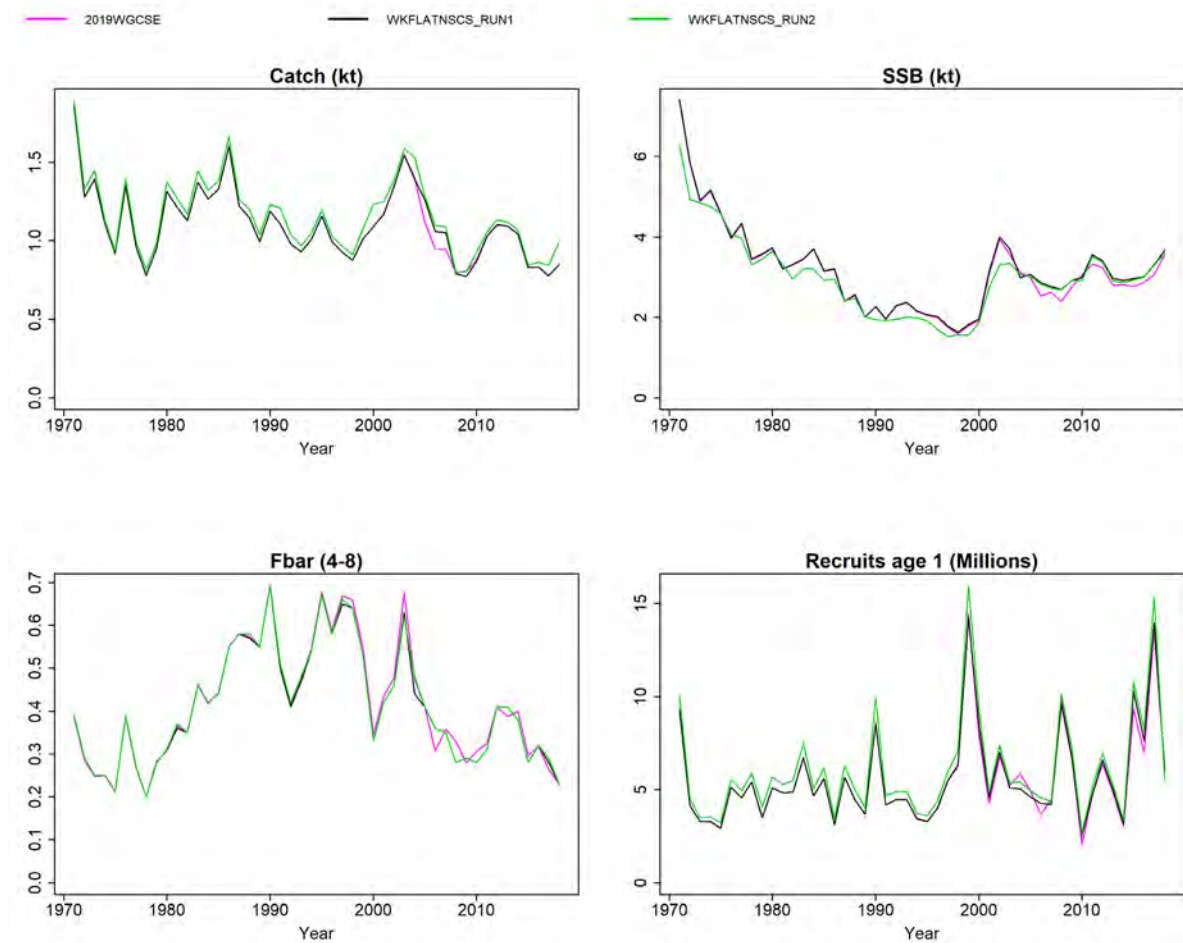 2019WGCSE WKFLATNSCS_RUN1 WKFLATNSCS_RUN2
Catch (kt) SSB (kt)
1.5
1.0
0.5
0.0
1970 1980 1990 2000 2010
Year
6
4
2
0
1970 1980 1990 2000 2010
Year
Fbar (4-8) Recruits age 1 (Millions)
0.7
0.6
0.5
0.4
0.3
0.2
0.1
0.0
1970 1980 1990 2000 2010
Year
15
10
5
0
1970 1980 1990 2000 2010
Year